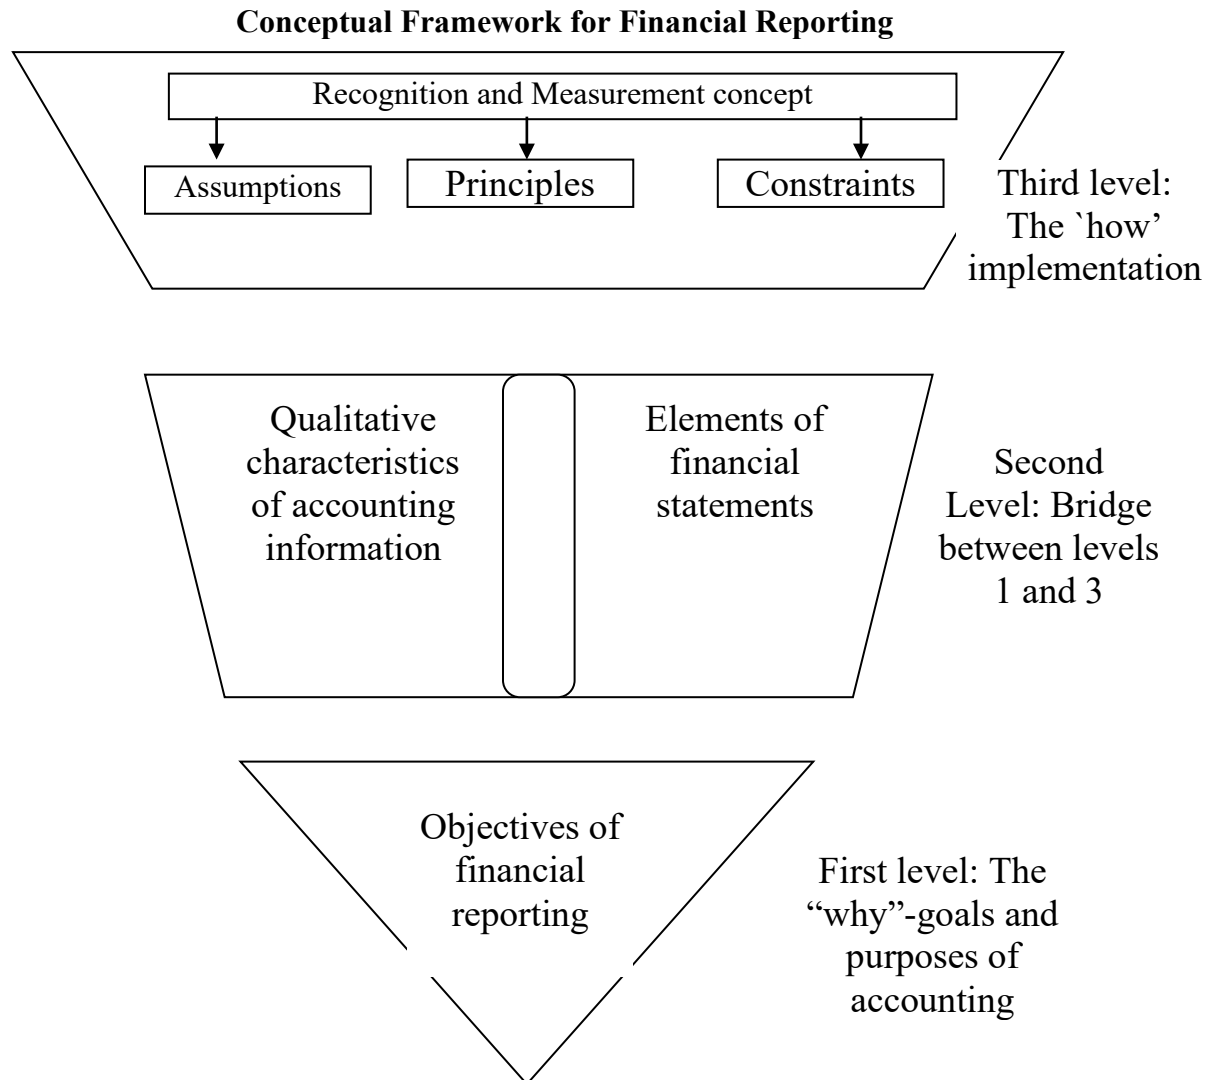 Conceptual Framework for Financial Reporting
Recognition and Measurement concept
Assumptions
Principles
Constraints
Third level:
The `how’
implementation
Qualitative
characteristics
of accounting
information
Elements of
financial
statements
Second
Level: Bridge
between levels
1 and 3
Objectives of
financial
reporting
First level: The
“why”-goals and
purposes of
accounting